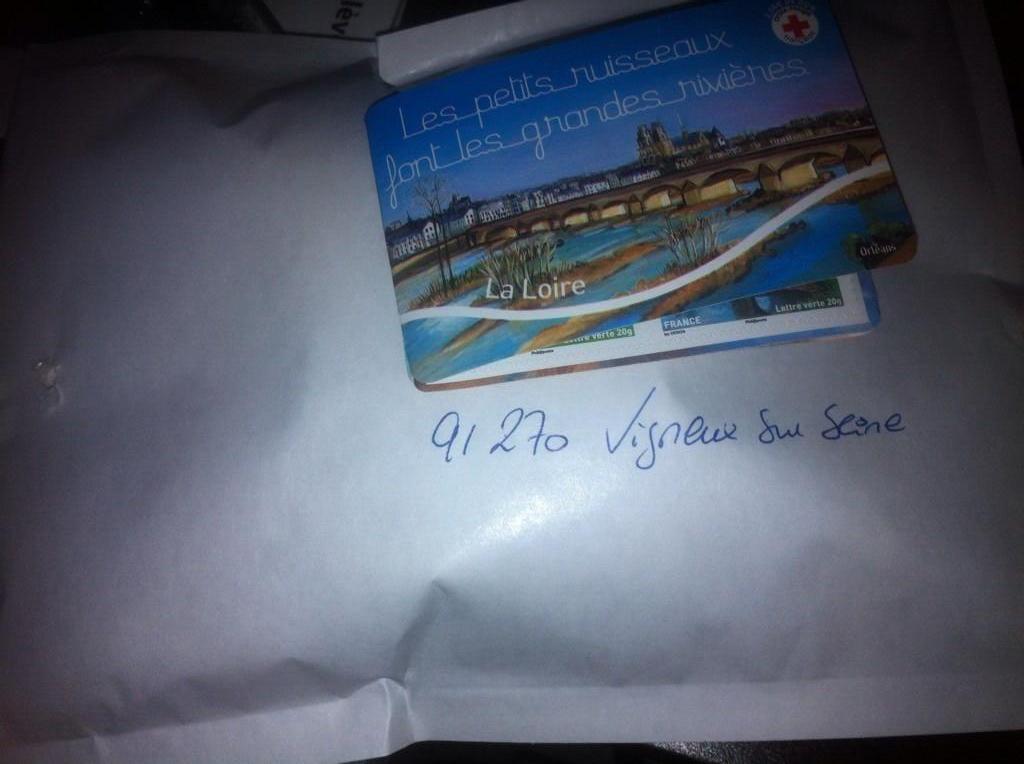 lèv
Les petits ruisseaux
font les grandes rivières
La Loire
Orléans
Lettre verte 20g
FRANCE
Lettre verte 20g
91 270 Vigneux Sur Seine